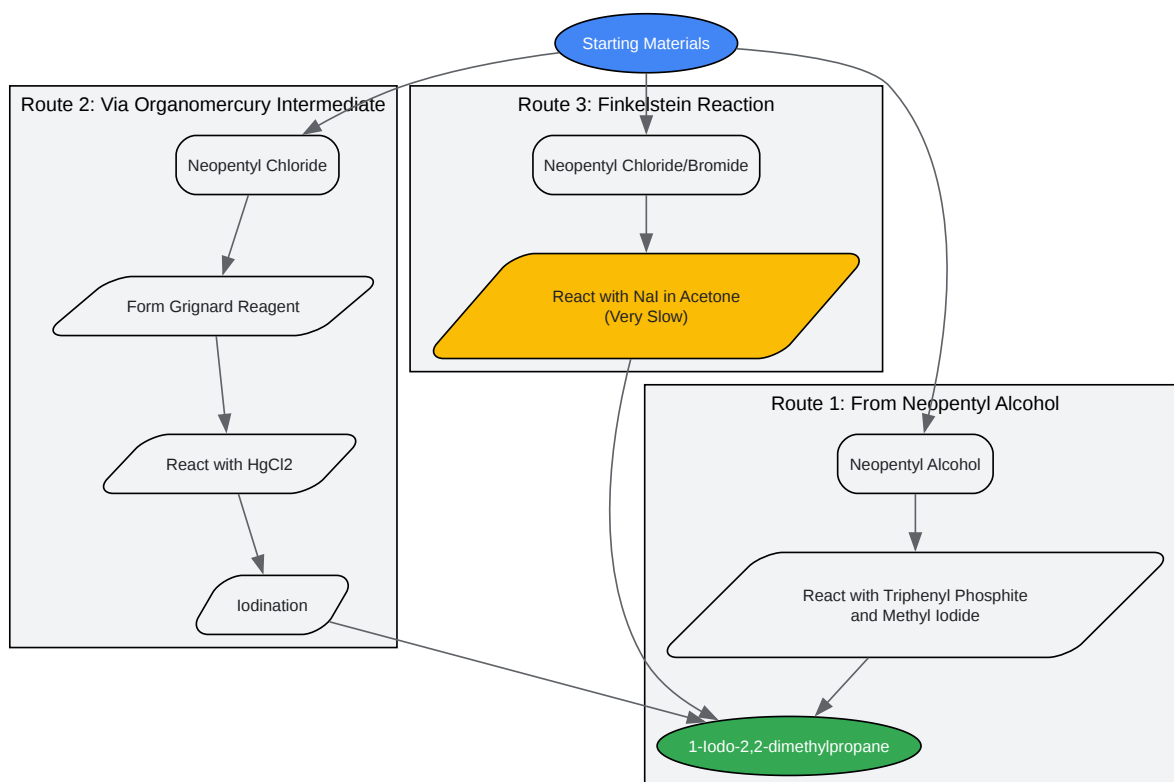 Starting Materials
Route 2: Via Organomercury Intermediate
Neopentyl Chloride
Form Grignard Reagent
React with HgCl2
Iodination
Route 3: Finkelstein Reaction
Neopentyl Chloride/Bromide
React with NaI in Acetone
(Very Slow)
Route 1: From Neopentyl Alcohol
Neopentyl Alcohol
React with Triphenyl Phosphite
and Methyl Iodide
1-Iodo-2,2-dimethylpropane